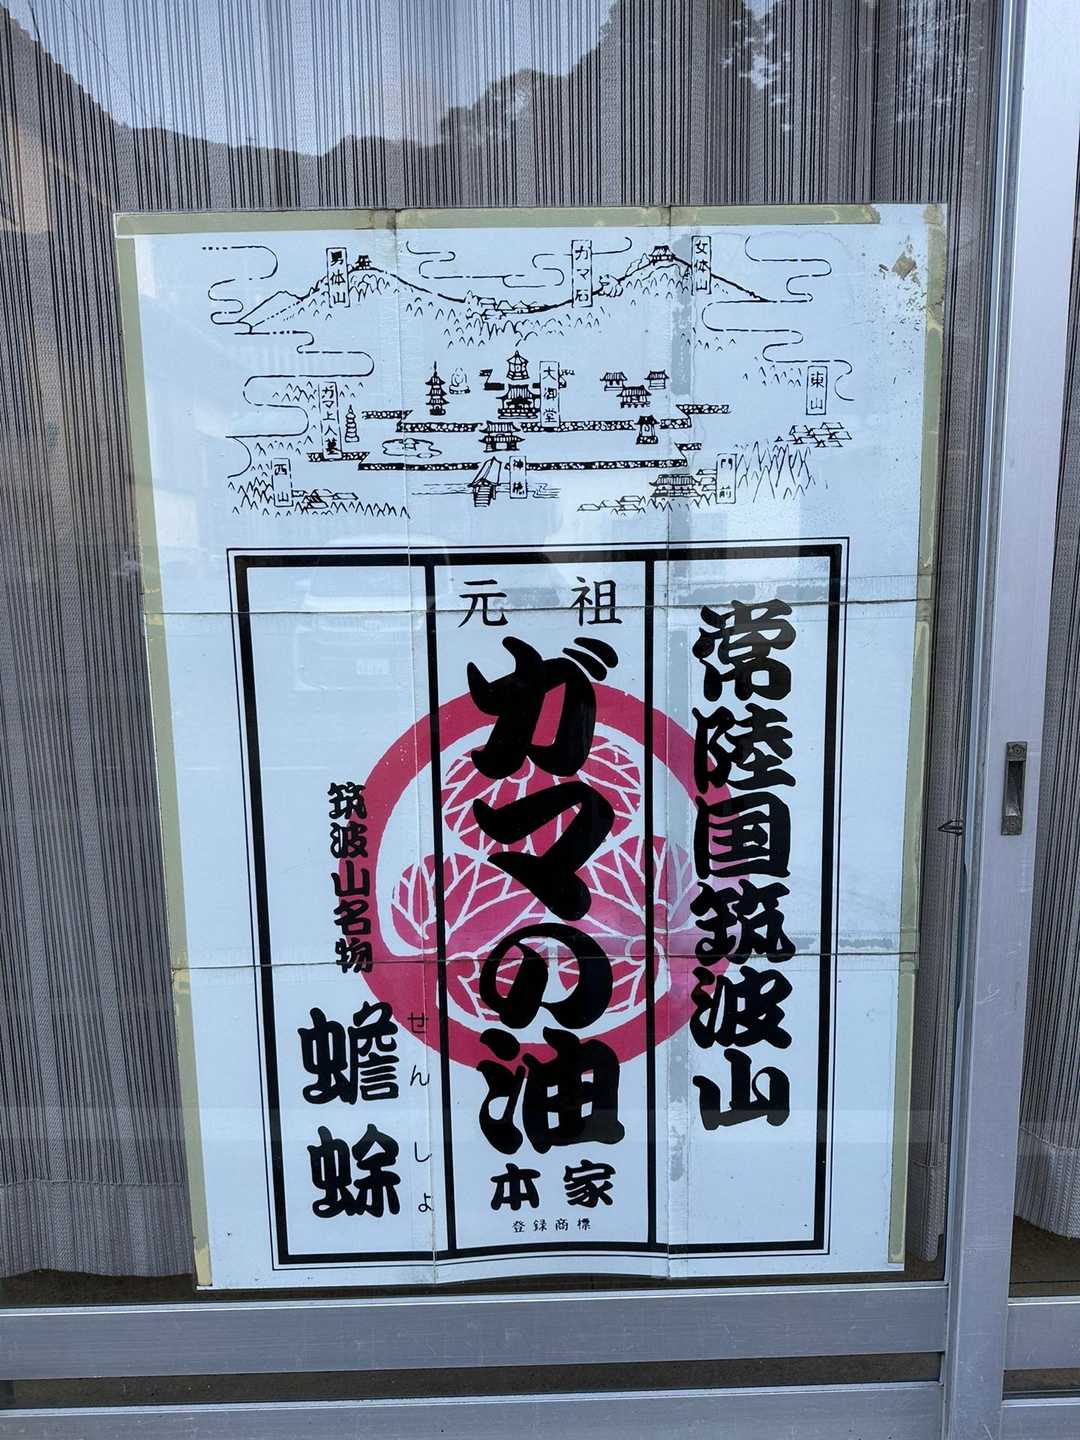 男体山
ガマ石
女体山
大御堂
東山
ガマ上人墓
西山
神橋
門前
常陸国筑波山
元祖
ガマの油
本家
登録商標
筑波山名物
蟾蜍
せんしょ